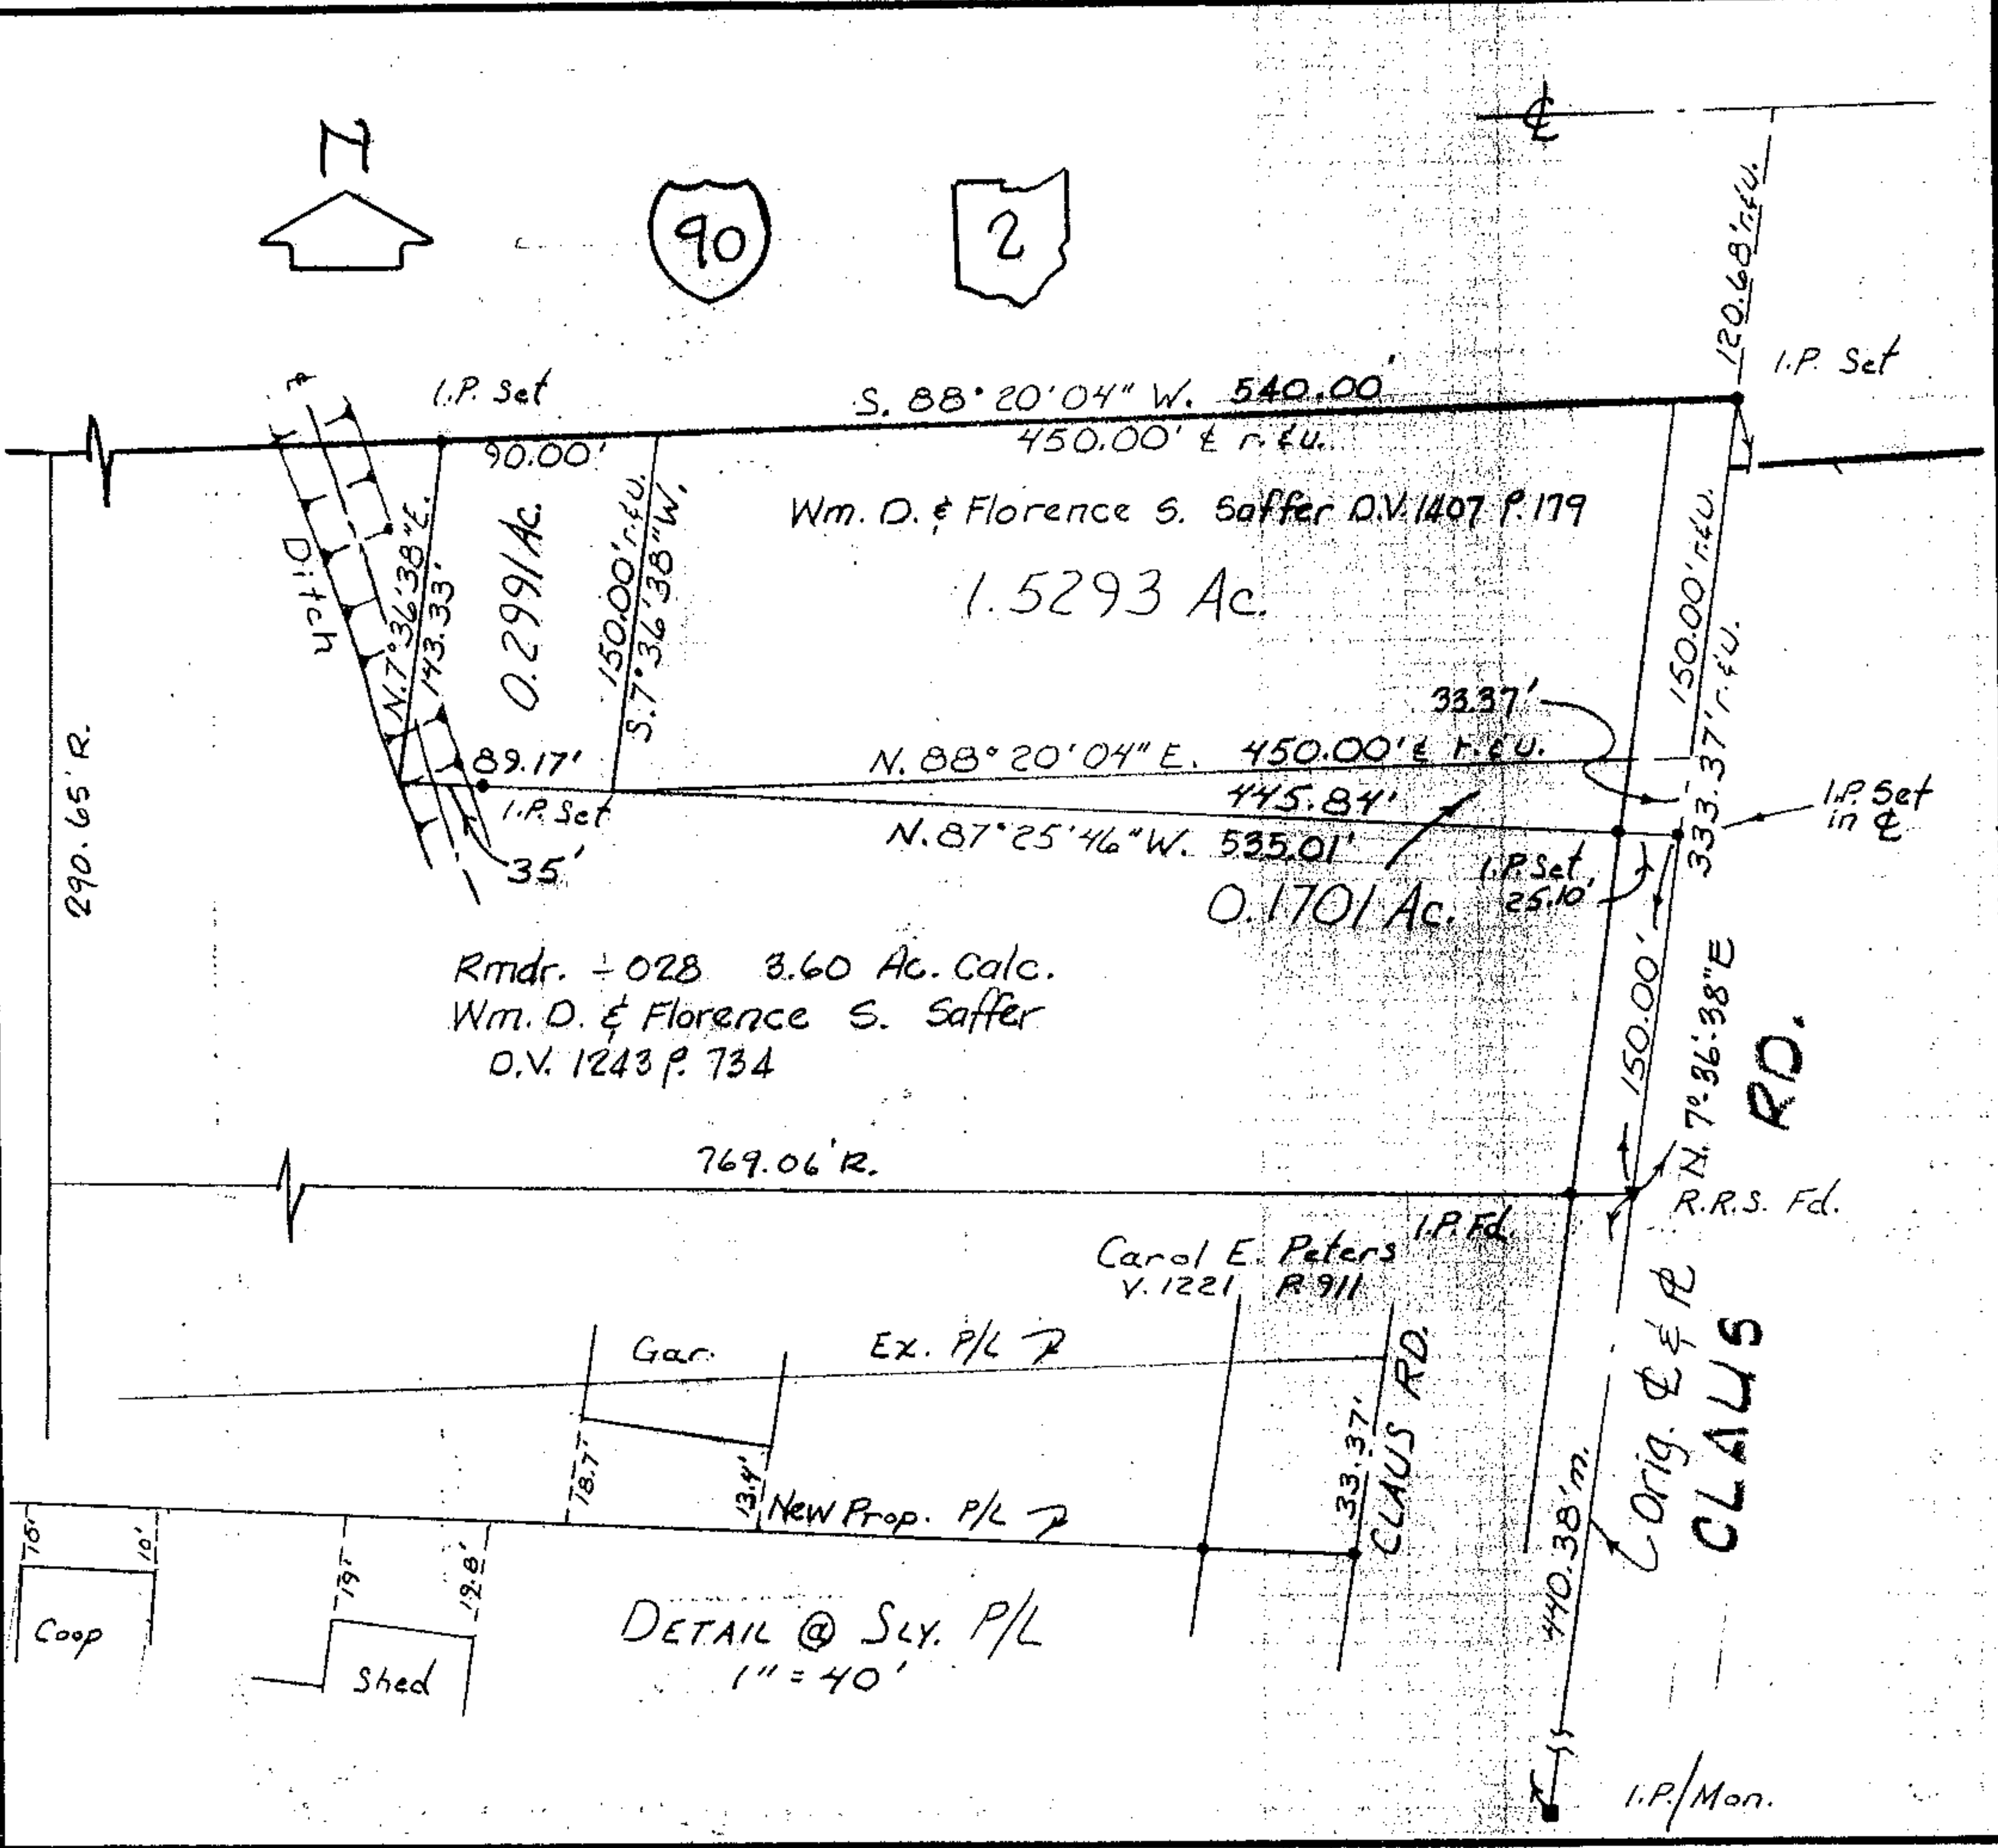 N
90
2
℄
120.68' r.&u.
I.P. Set
I.P. Set
S. 88° 20' 04" W. 540.00'
90.00'
450.00' & r.&u.
Wm. D. & Florence S. Saffer D.V. 1407 P. 179
1.5293 Ac.
Ditch
N.7°36'38"E.
143.33'
0.2991 Ac.
150.00' r.&u.
S.7°36'38"W.
150.00' r.&u.
333.37' r.&u.
33.37'
N. 88° 20' 04" E. 450.00' & r.&u.
89.17'
I.P. Set
445.84'
N. 87° 25' 46" W. 535.01'
I.P. Set
in ℄
35'
I.P. Set
25.10'
0.1701 Ac.
290.65' R.
Rmdr. ÷ 028 3.60 Ac. Calc.
Wm. D. & Florence S. Saffer
D.V. 1243 P. 734
150.00'
N. 7°-36'-38" E
769.06' R.
R.R.S. Fd.
I.P. Fd.
Carol E. Peters
V. 1221 P. 911
CLAUS RD.
Orig. ℄ & ⅊
Gar.
Ex. P/L
18.7'
13.4'
33.37'
CLAUS RD.
New Prop. P/L
10'
10'
19'
19.8'
Coop
Shed
DETAIL @ SLY. P/L
1" = 40'
440.38' m.
I.P./Mon.